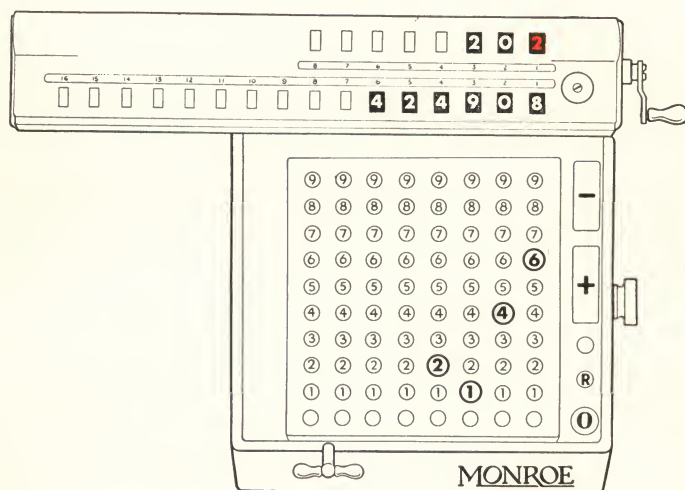 2 0 2
8 7 6 5 4 3 2 1
16 15 14 13 12 11 10 9 8 7 6 5 4 3 2 1
4 2 4 9 0 8
9 9 9 9 9 9 9 9 −
8 8 8 8 8 8 8 8
7 7 7 7 7 7 7 7
6 6 6 6 6 6 6 6 +
5 5 5 5 5 5 5 5
4 4 4 4 4 4 4 4
3 3 3 3 3 3 3 3
2 2 2 2 2 2 2 2
1 1 1 1 1 1 1 1 R
0
MONROE